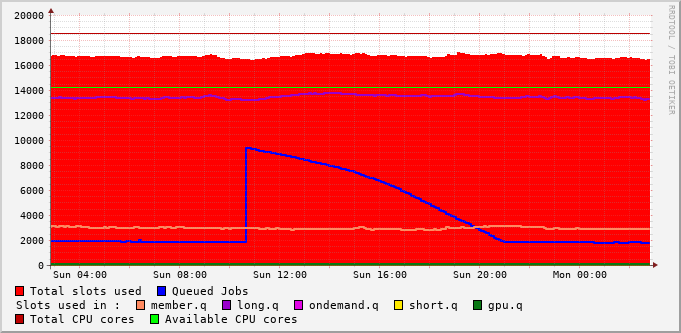 20000
18000
16000
14000
12000
10000
8000
6000
4000
2000
0
Sun 04:00 Sun 08:00 Sun 12:00 Sun 16:00 Sun 20:00 Mon 00:00
Total slots used Queued Jobs
Slots used in : member.q long.q ondemand.q short.q gpu.q
Total CPU cores Available CPU cores
RRDTOOL / TOBI OETIKER